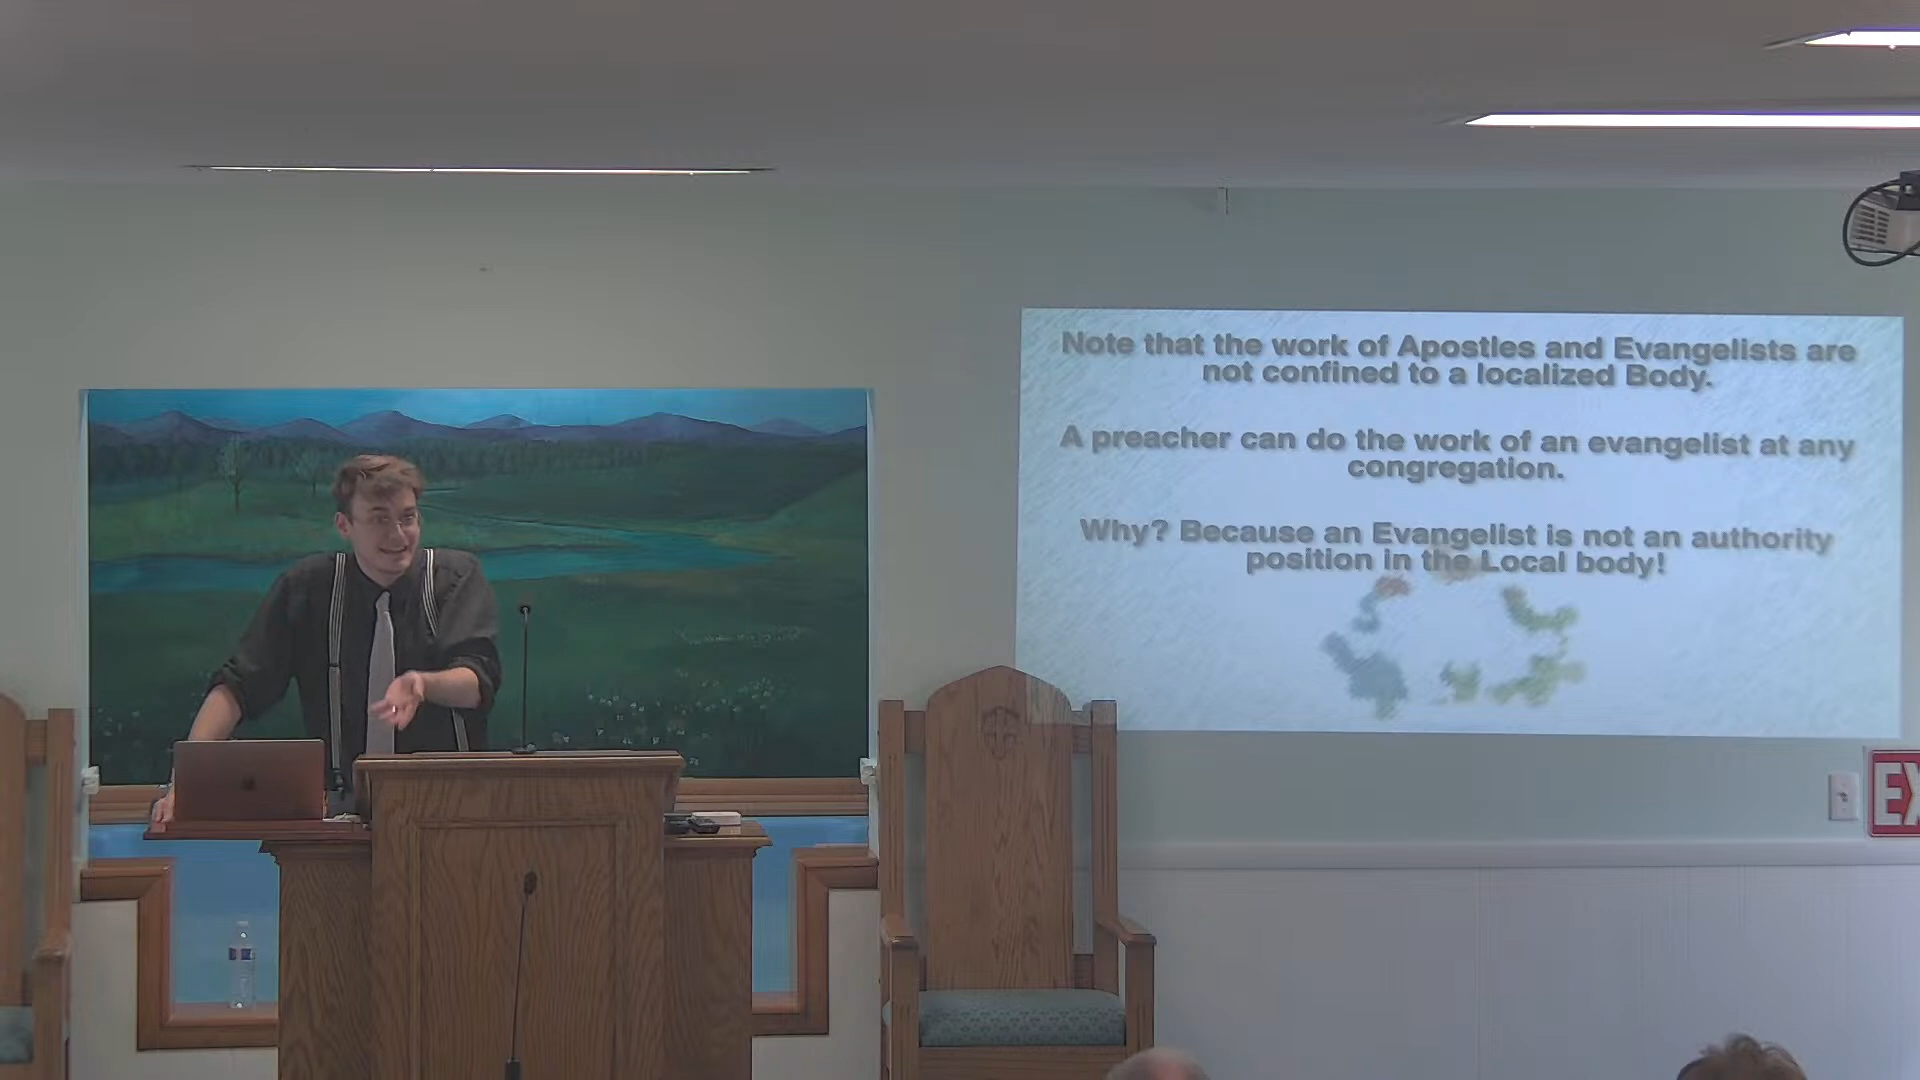 Note that the work of Apostles and Evangelists are
not confined to a localized Body.
A preacher can do the work of an evangelist at any
congregation.
Why? Because an Evangelist is not an authority
position in the Local body!